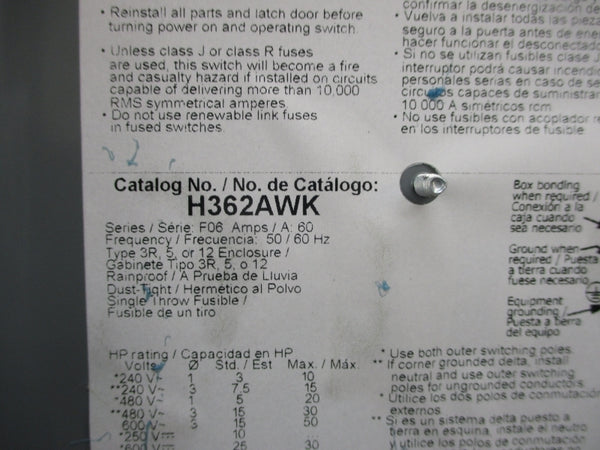 • Reinstall all parts and latch door before
turning power on and operating switch.
• Unless class J or class R fuses
are used, this switch will become a fire
and casualty hazard if installed on circuits
capable of delivering more than 10,000
RMS symmetrical amperes.
• Do not use renewable link fuses
in fused switches.
confirmar la desenergización de
• Vuelva a instalar todas las pieza
seguro a la puerta antes de ene
hacer funcionar el desconectado
• Si no se utilizan fusibles clase J
interruptor podrá causar incendio
personales serias en caso de se
circuitos capaces de suministrar
10 000 A simétricos rcm.
• No use fusibles con acoplador re
en los interruptores de fusible.
Catalog No. / No. de Catálogo:
H362AWK
Series / Série: F06 Amps / A: 60
Frequency / Frecuencia: 50 / 60 Hz
Type 3R, 5, or 12 Enclosure /
Gabinete Tipo 3R, 5, o 12
Rainproof / A Prueba de Lluvia
Dust-Tight / Hermético al Polvo
Single Throw Fusible /
Fusible de un tiro
Box bonding
when required /
Conexión a la
caja cuando
sea necesario
Ground when
required / Puesta
a tierra cuando
fuese necesario
Equipment
grounding /
Puesta a tierra
del equipo
HP rating / Capacidad en HP
Volts Ø Std. / Est Max. / Máx.
*240 V~ 1 3 10
**240 V~ 3 7.5 15
*480 V~ 1 5 20
**480 V~ 3 15 30
600 V~ 3 15 50
*250 V⎓ 10
*600 V⎓ 25 30
* Use both outer switching poles.
** If corner grounded delta, install
neutral and use outer switching
poles for ungrounded conductors.
* Utilice los dos polos de conmutación
externos
** Si es un sistema delta puesto a
tierra en esquina, instale el neutro
y utilice los polos de conmutación